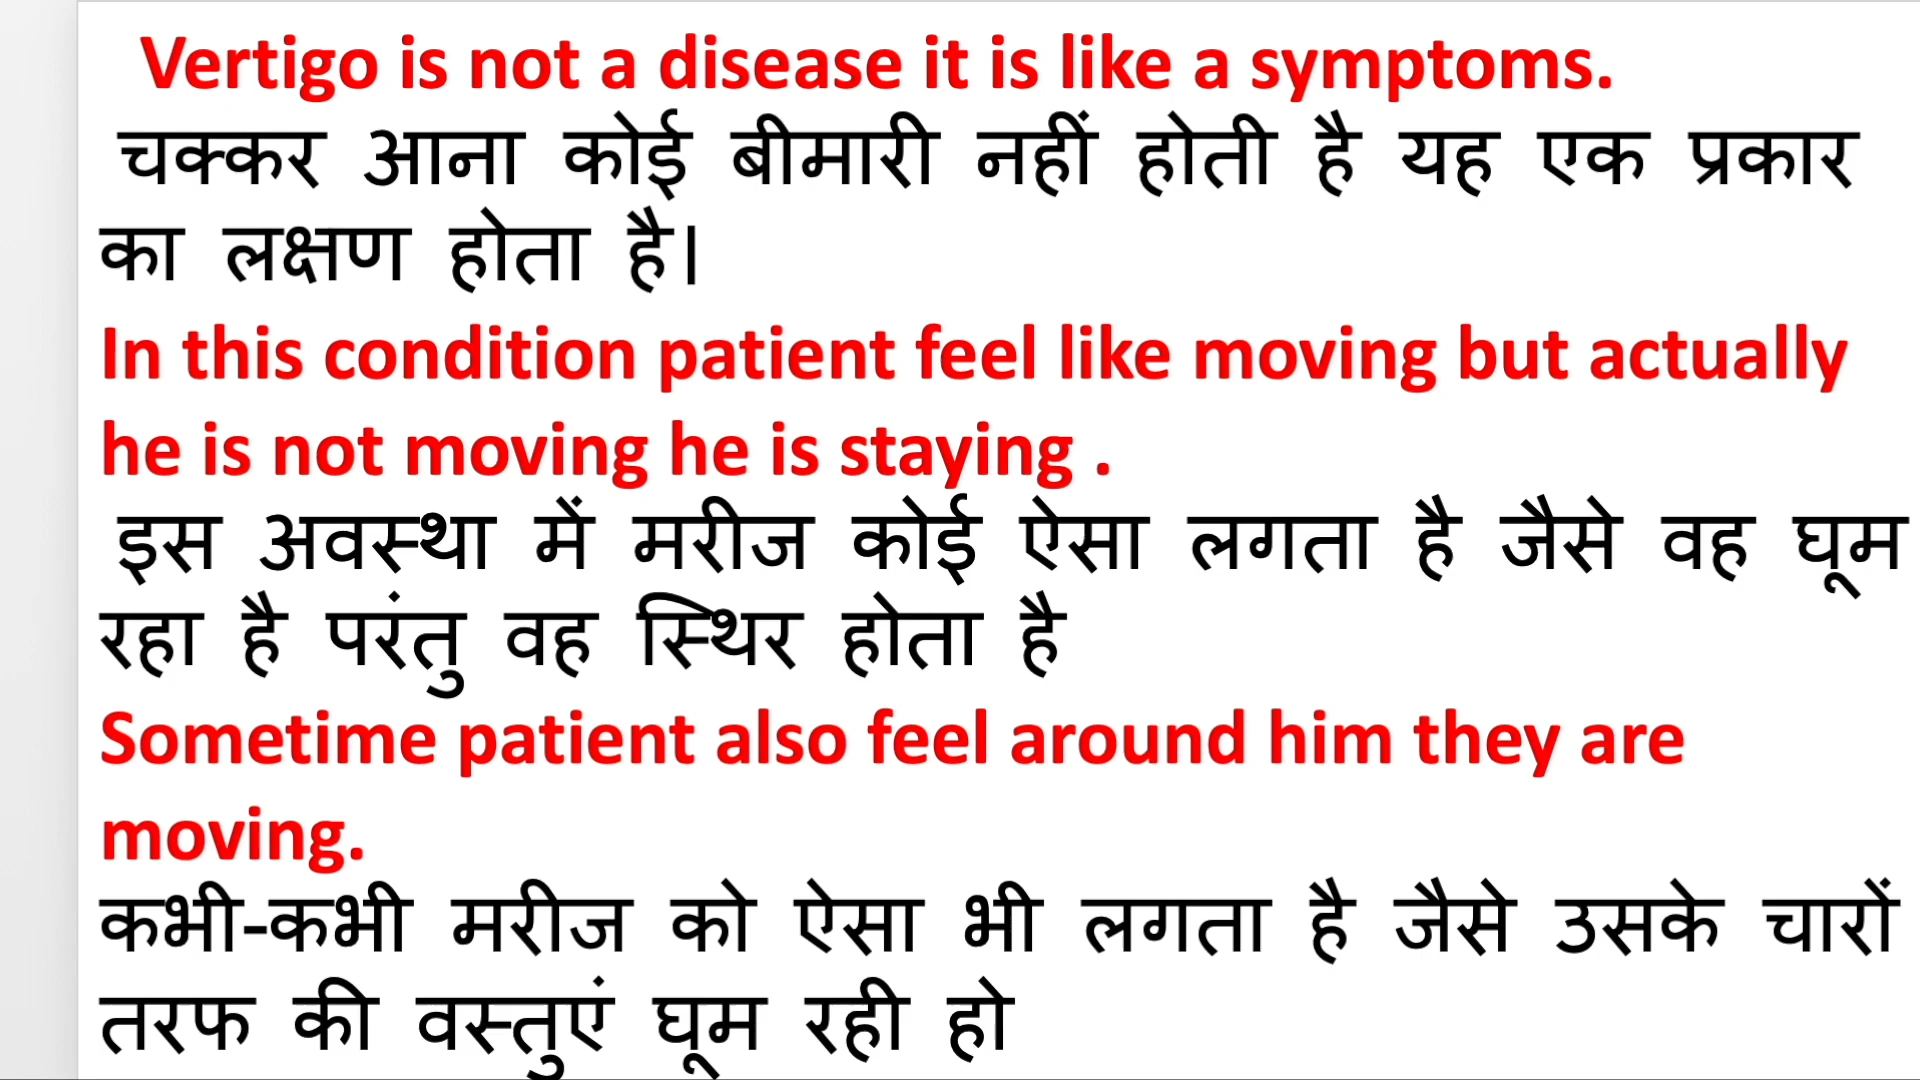 Vertigo is not a disease it is like a symptoms.
चक्कर आना कोई बीमारी नहीं होती है यह एक प्रकार
का लक्षण होता है।
In this condition patient feel like moving but actually
he is not moving he is staying .
इस अवस्था में मरीज कोई ऐसा लगता है जैसे वह घूम
रहा है परंतु वह स्थिर होता है
Sometime patient also feel around him they are
moving.
कभी-कभी मरीज को ऐसा भी लगता है जैसे उसके चारों
तरफ की वस्तुएं घूम रही हो